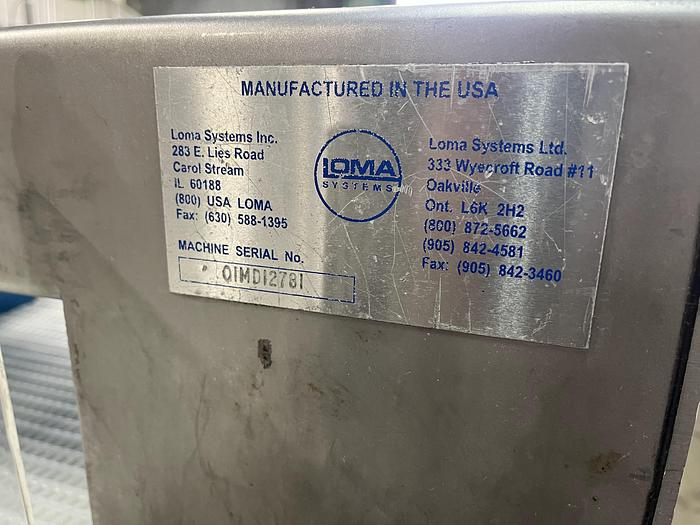 MANUFACTURED IN THE USA
Loma Systems Inc.
283 E. Lies Road
Carol Stream
IL 60188
(800) USA LOMA
Fax: (630) 588-1395
MACHINE SERIAL No.
01MD12781
LOMA
SYSTEMS
Loma Systems Ltd.
333 Wyecroft Road #11
Oakville
Ont. L6K 2H2
(800) 872-5662
(905) 842-4581
Fax: (905) 842-3460